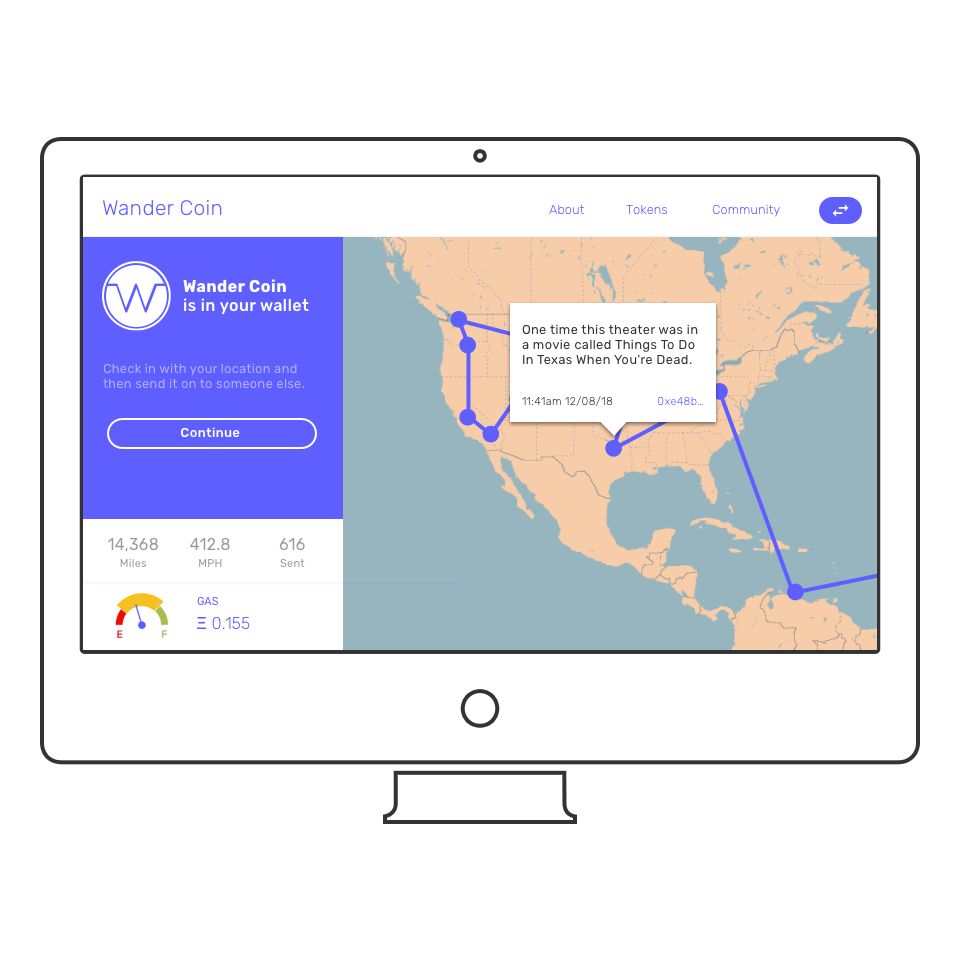 Wander Coin
About Tokens Community
W
Wander Coin
is in your wallet
Check in with your location and
then send it on to someone else.
Continue
One time this theater was in
a movie called Things To Do
In Texas When You're Dead.
11:41am 12/08/18 0xe48b...
14,368 412.8 616
Miles MPH Sent
GAS
Ξ 0.155
E F